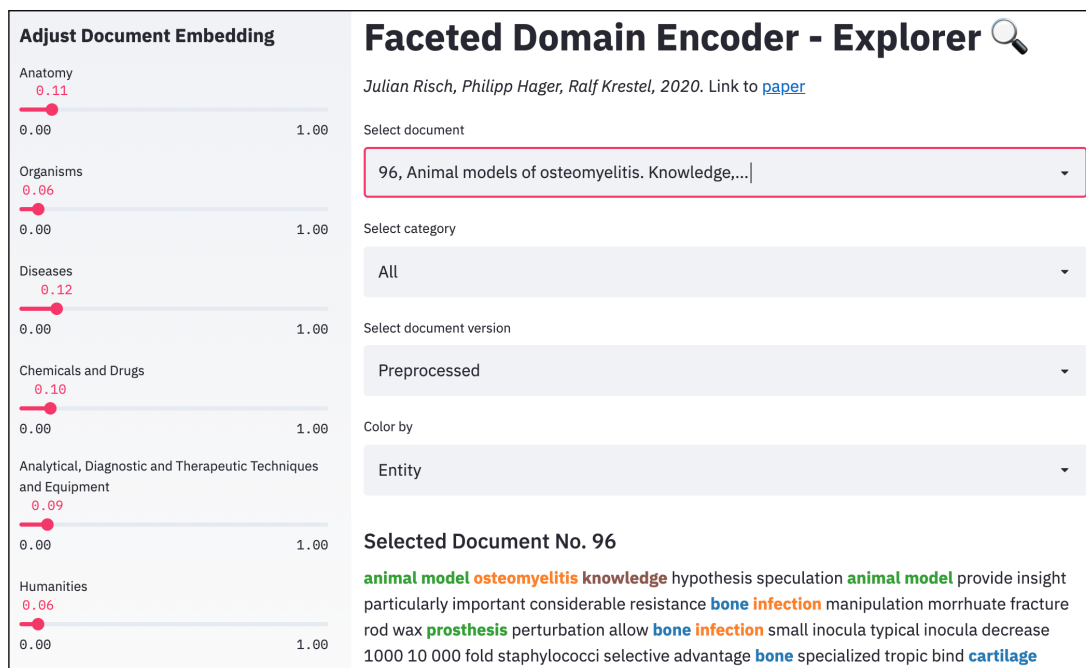 Adjust Document Embedding
Anatomy
0.11
0.00 1.00
Organisms
0.06
0.00 1.00
Diseases
0.12
0.00 1.00
Chemicals and Drugs
0.10
0.00 1.00
Analytical, Diagnostic and Therapeutic Techniques
and Equipment
0.09
0.00 1.00
Humanities
0.06
0.00 1.00
Faceted Domain Encoder - Explorer
Julian Risch, Philipp Hager, Ralf Krestel, 2020. Link to paper
Select document
96, Animal models of osteomyelitis. Knowledge,...
Select category
All
Select document version
Preprocessed
Color by
Entity
Selected Document No. 96
animal model osteomyelitis knowledge hypothesis speculation animal model provide insight
particularly important considerable resistance bone infection manipulation morrhuate fracture
rod wax prosthesis perturbation allow bone infection small inocula typical inocula decrease
1000 10 000 fold staphylococci selective advantage bone specialized tropic bind cartilage